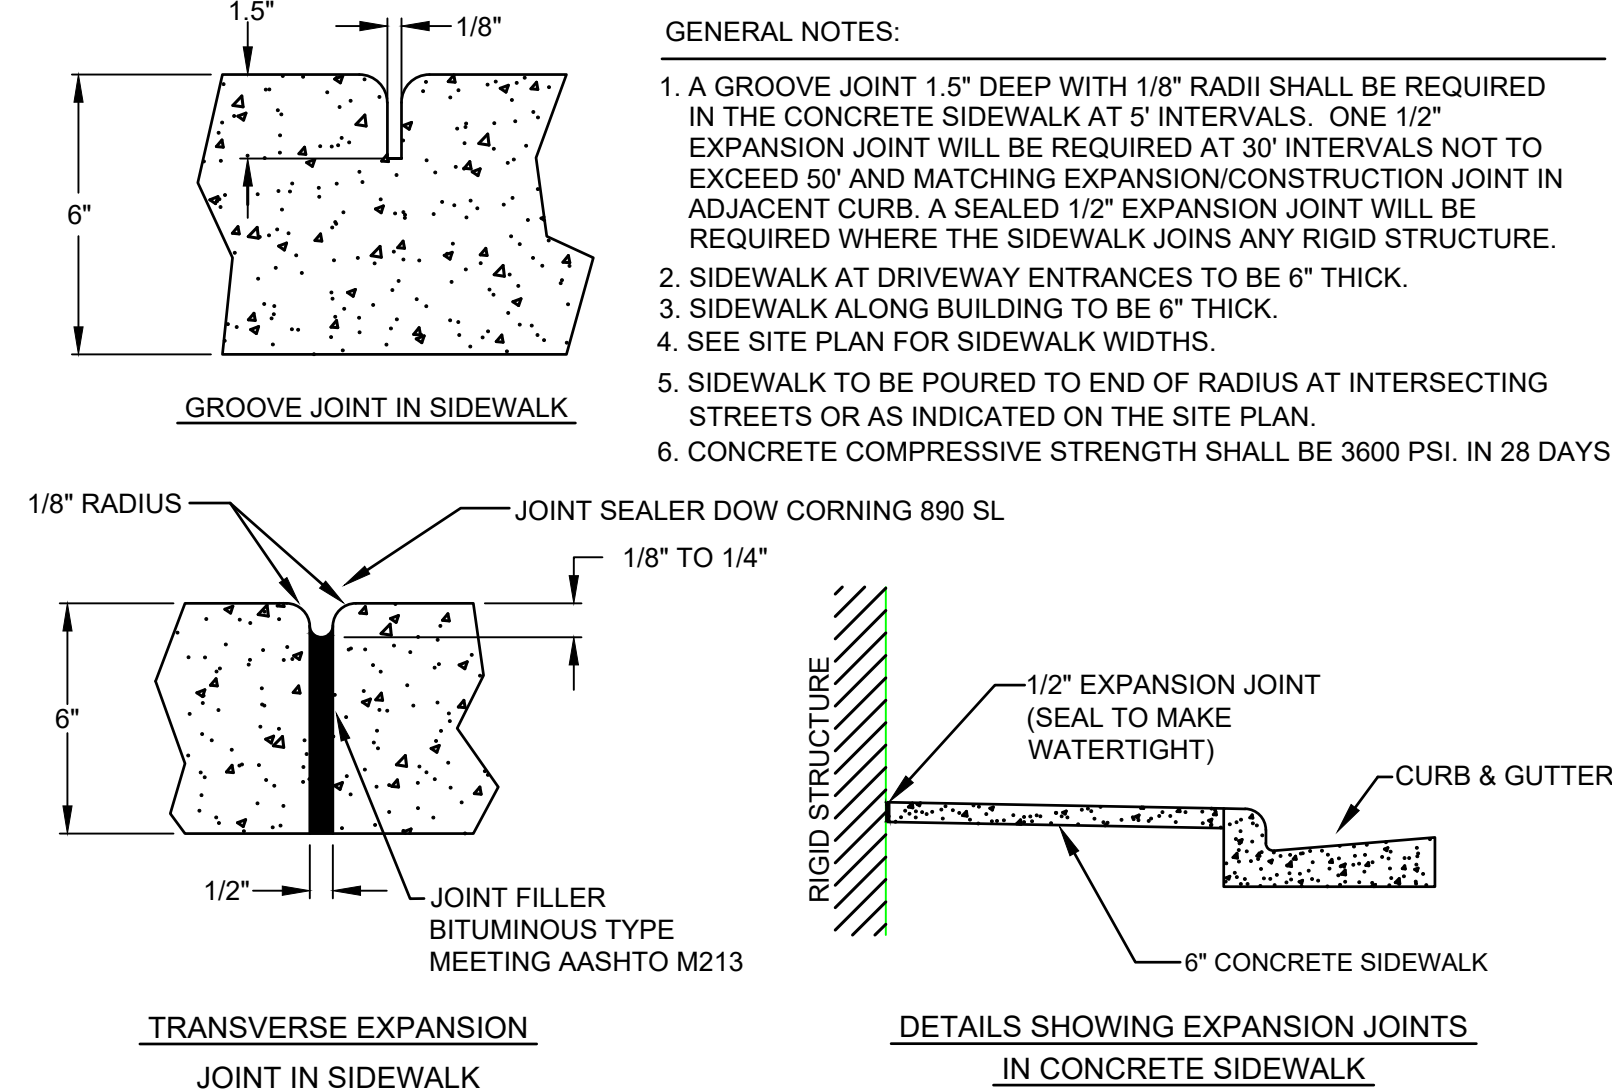 1.5"
1/8"
6"
GROOVE JOINT IN SIDEWALK
GENERAL NOTES:
1. A GROOVE JOINT 1.5" DEEP WITH 1/8" RADII SHALL BE REQUIRED
IN THE CONCRETE SIDEWALK AT 5' INTERVALS. ONE 1/2"
EXPANSION JOINT WILL BE REQUIRED AT 30' INTERVALS NOT TO
EXCEED 50' AND MATCHING EXPANSION/CONSTRUCTION JOINT IN
ADJACENT CURB. A SEALED 1/2" EXPANSION JOINT WILL BE
REQUIRED WHERE THE SIDEWALK JOINS ANY RIGID STRUCTURE.
2. SIDEWALK AT DRIVEWAY ENTRANCES TO BE 6" THICK.
3. SIDEWALK ALONG BUILDING TO BE 6" THICK.
4. SEE SITE PLAN FOR SIDEWALK WIDTHS.
5. SIDEWALK TO BE POURED TO END OF RADIUS AT INTERSECTING
STREETS OR AS INDICATED ON THE SITE PLAN.
6. CONCRETE COMPRESSIVE STRENGTH SHALL BE 3600 PSI. IN 28 DAYS
1/8" RADIUS
JOINT SEALER DOW CORNING 890 SL
1/8" TO 1/4"
6"
1/2"
JOINT FILLER
BITUMINOUS TYPE
MEETING AASHTO M213
TRANSVERSE EXPANSION
JOINT IN SIDEWALK
RIGID STRUCTURE
1/2" EXPANSION JOINT
(SEAL TO MAKE
WATERTIGHT)
CURB & GUTTER
6" CONCRETE SIDEWALK
DETAILS SHOWING EXPANSION JOINTS
IN CONCRETE SIDEWALK